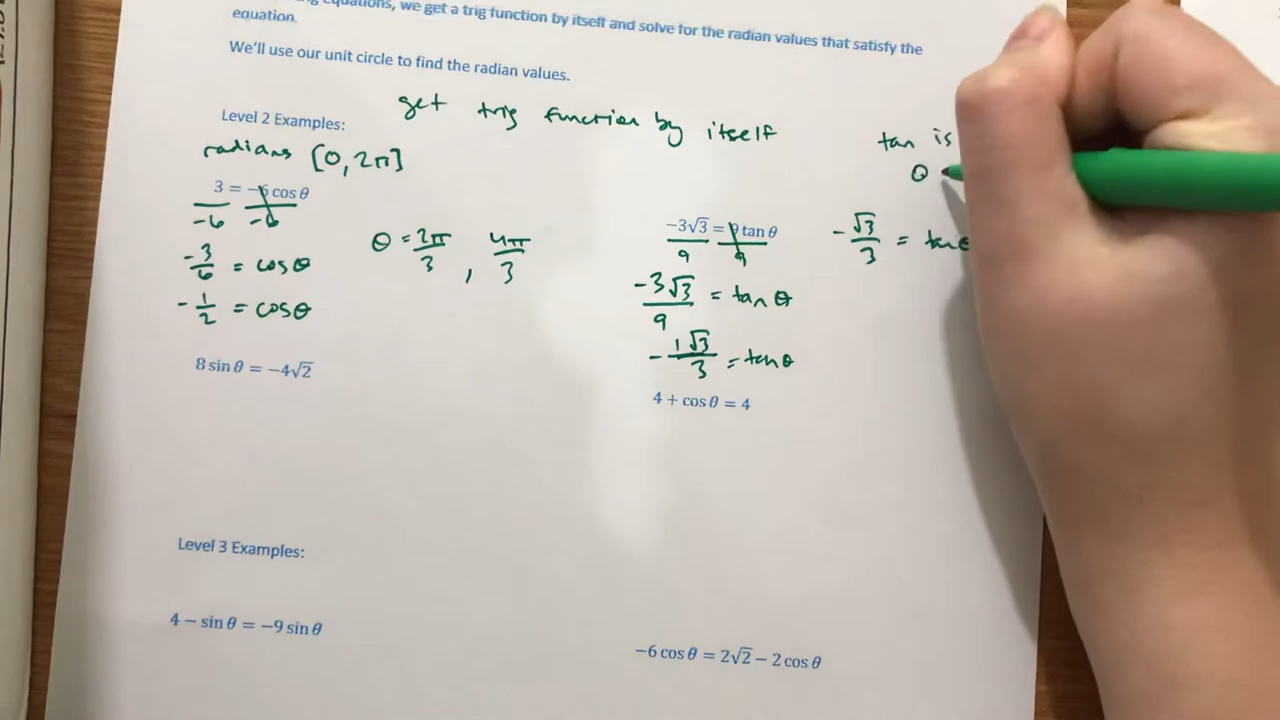 equations, we get a trig function by itself and solve for the radian values that satisfy the
equation.
We'll use our unit circle to find the radian values.
get trig function by itself
Level 2 Examples:
radians [0, 2π]
3 = -6 cos θ
-6 -6
-3/6 = cos θ
-1/2 = cos θ
θ = 2π/3, 4π/3
tan is
θ
-3√3 = 9 tan θ
9 9
-3√3/9 = tan θ
-1√3/3 = tan θ
-√3/3 = tan θ
8 sin θ = -4√2
4 + cos θ = 4
Level 3 Examples:
4 - sin θ = -9 sin θ
-6 cos θ = 2√2 - 2 cos θ